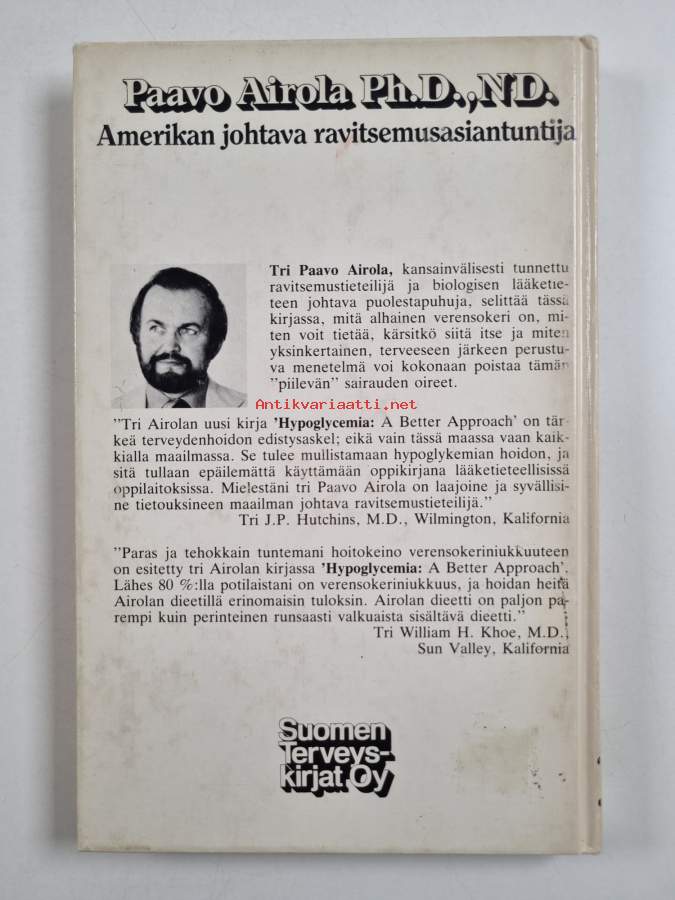 Paavo Airola Ph.D., N.D.
Amerikan johtava ravitsemusasiantuntija
Tri Paavo Airola, kansainvälisesti tunnettu
ravitsemustieteilijä ja biologisen lääketie-
teen johtava puolestapuhuja, selittää tässä
kirjassa, mitä alhainen verensokeri on, mi-
ten voit tietää, kärsitkö siitä itse ja miten
yksinkertainen, terveeseen järkeen perustu-
va menetelmä voi kokonaan poistaa tämän
"piilevän" sairauden oireet.
Antikvariaatti.net
"Tri Airolan uusi kirja 'Hypoglycemia: A Better Approach' on tär-
keä terveydenhoidon edistysaskel; eikä vain tässä maassa vaan kaik-
kialla maailmassa. Se tulee mullistamaan hypoglykemian hoidon, ja
sitä tullaan epäilemättä käyttämään oppikirjana lääketieteellisissä
oppilaitoksissa. Mielestäni tri Paavo Airola on laajoine ja syvällisi-
ne tietouksineen maailman johtava ravitsemustieteilijä."
Tri J.P. Hutchins, M.D., Wilmington, Kalifornia
"Paras ja tehokkain tuntemani hoitokeino verensokeriniukkuuteen
on esitetty tri Airolan kirjassa 'Hypoglycemia: A Better Approach'.
Lähes 80 %:lla potilaistani on verensokeriniukkuus, ja hoidan heitä
Airolan dieetillä erinomaisin tuloksin. Airolan dieetti on paljon pa-
rempi kuin perinteinen runsaasti valkuaista sisältävä dieetti."
Tri William H. Khoe, M.D.,
Sun Valley, Kalifornia
Suomen
Terveys-
kirjat Oy